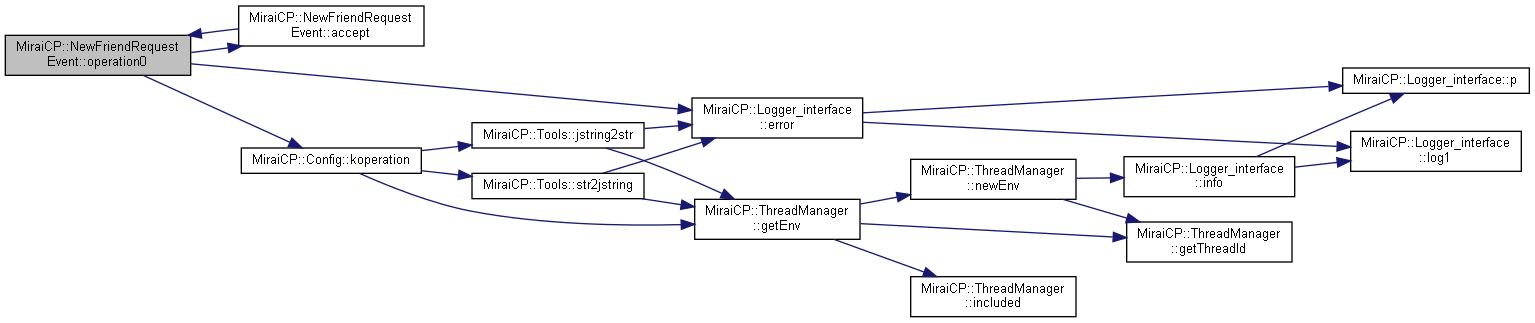 MiraiCP::NewFriendRequest
Event::operation0
MiraiCP::NewFriendRequest
Event::accept
MiraiCP::Config::koperation
MiraiCP::Tools::jstring2str
MiraiCP::Tools::str2jstring
MiraiCP::Logger_interface
::error
MiraiCP::ThreadManager
::getEnv
MiraiCP::ThreadManager
::newEnv
MiraiCP::ThreadManager
::included
MiraiCP::Logger_interface
::info
MiraiCP::ThreadManager
::getThreadId
MiraiCP::Logger_interface::p
MiraiCP::Logger_interface
::log1